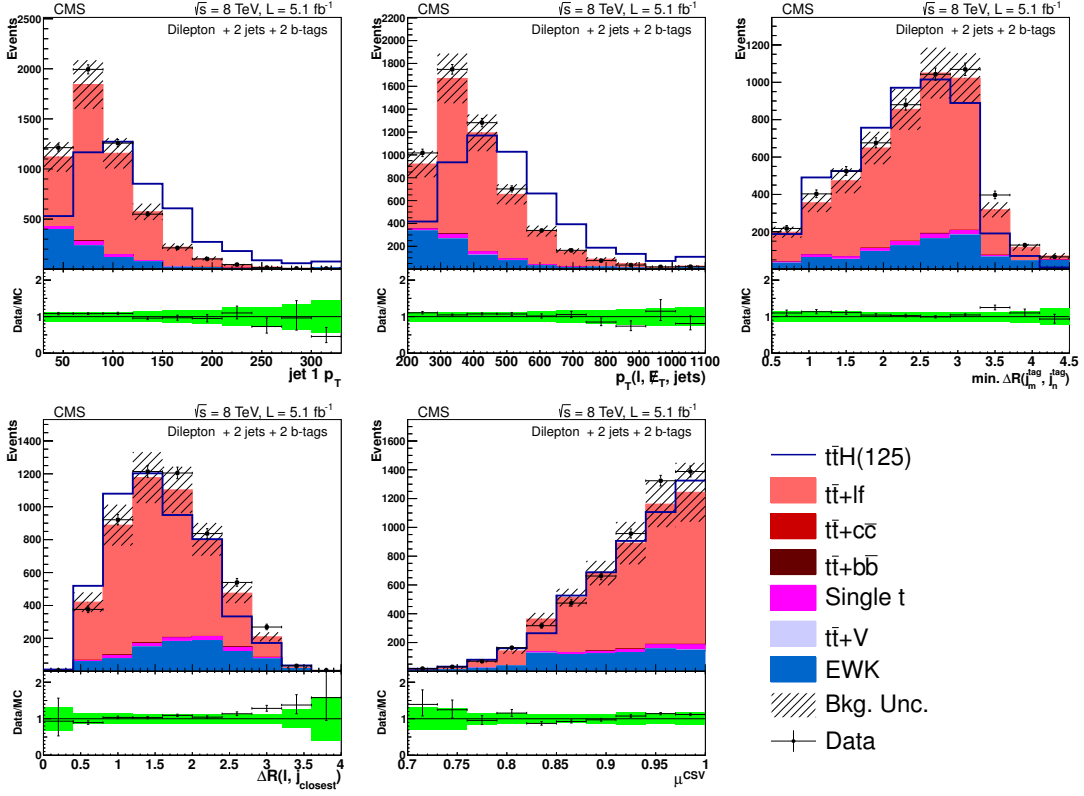 CMS √s = 8 TeV, L = 5.1 fb⁻¹
Dilepton + 2 jets + 2 b-tags
Events
2500
2000
1500
1000
500
Data/MC
2
1
0
50 100 150 200 250 300
jet 1 p_T
CMS √s = 8 TeV, L = 5.1 fb⁻¹
Dilepton + 2 jets + 2 b-tags
Events
2200
2000
1800
1600
1400
1200
1000
800
600
400
200
Data/MC
2
1
0
200 300 400 500 600 700 800 900 1000 1100
p_T(l, E̸_T, jets)
CMS √s = 8 TeV, L = 5.1 fb⁻¹
Dilepton + 2 jets + 2 b-tags
Events
1200
1000
800
600
400
200
Data/MC
2
1
0
0.5 1 1.5 2 2.5 3 3.5 4 4.5
min. ΔR(j_m^tag, j_n^tag)
CMS √s = 8 TeV, L = 5.1 fb⁻¹
Dilepton + 2 jets + 2 b-tags
Events
1400
1200
1000
800
600
400
200
Data/MC
2
1
0
0 0.5 1 1.5 2 2.5 3 3.5 4
ΔR(l, j_closest)
CMS √s = 8 TeV, L = 5.1 fb⁻¹
Dilepton + 2 jets + 2 b-tags
Events
1600
1400
1200
1000
800
600
400
200
Data/MC
2
1
0
0.7 0.75 0.8 0.85 0.9 0.95 1
μ^CSV
tt̄H(125)
tt̄+lf
tt̄+cc̄
tt̄+bb̄
Single t
tt̄+V
EWK
Bkg. Unc.
Data